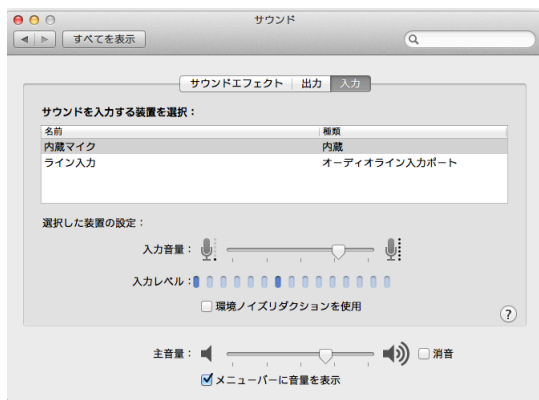 サウンド
すべてを表示
サウンドエフェクト 出力 入力
サウンドを入力する装置を選択：
名前 種類
内蔵マイク 内蔵
ライン入力 オーディオライン入力ポート
選択した装置の設定：
入力音量：
入力レベル：
環境ノイズリダクションを使用
?
主音量： 消音
メニューバーに音量を表示